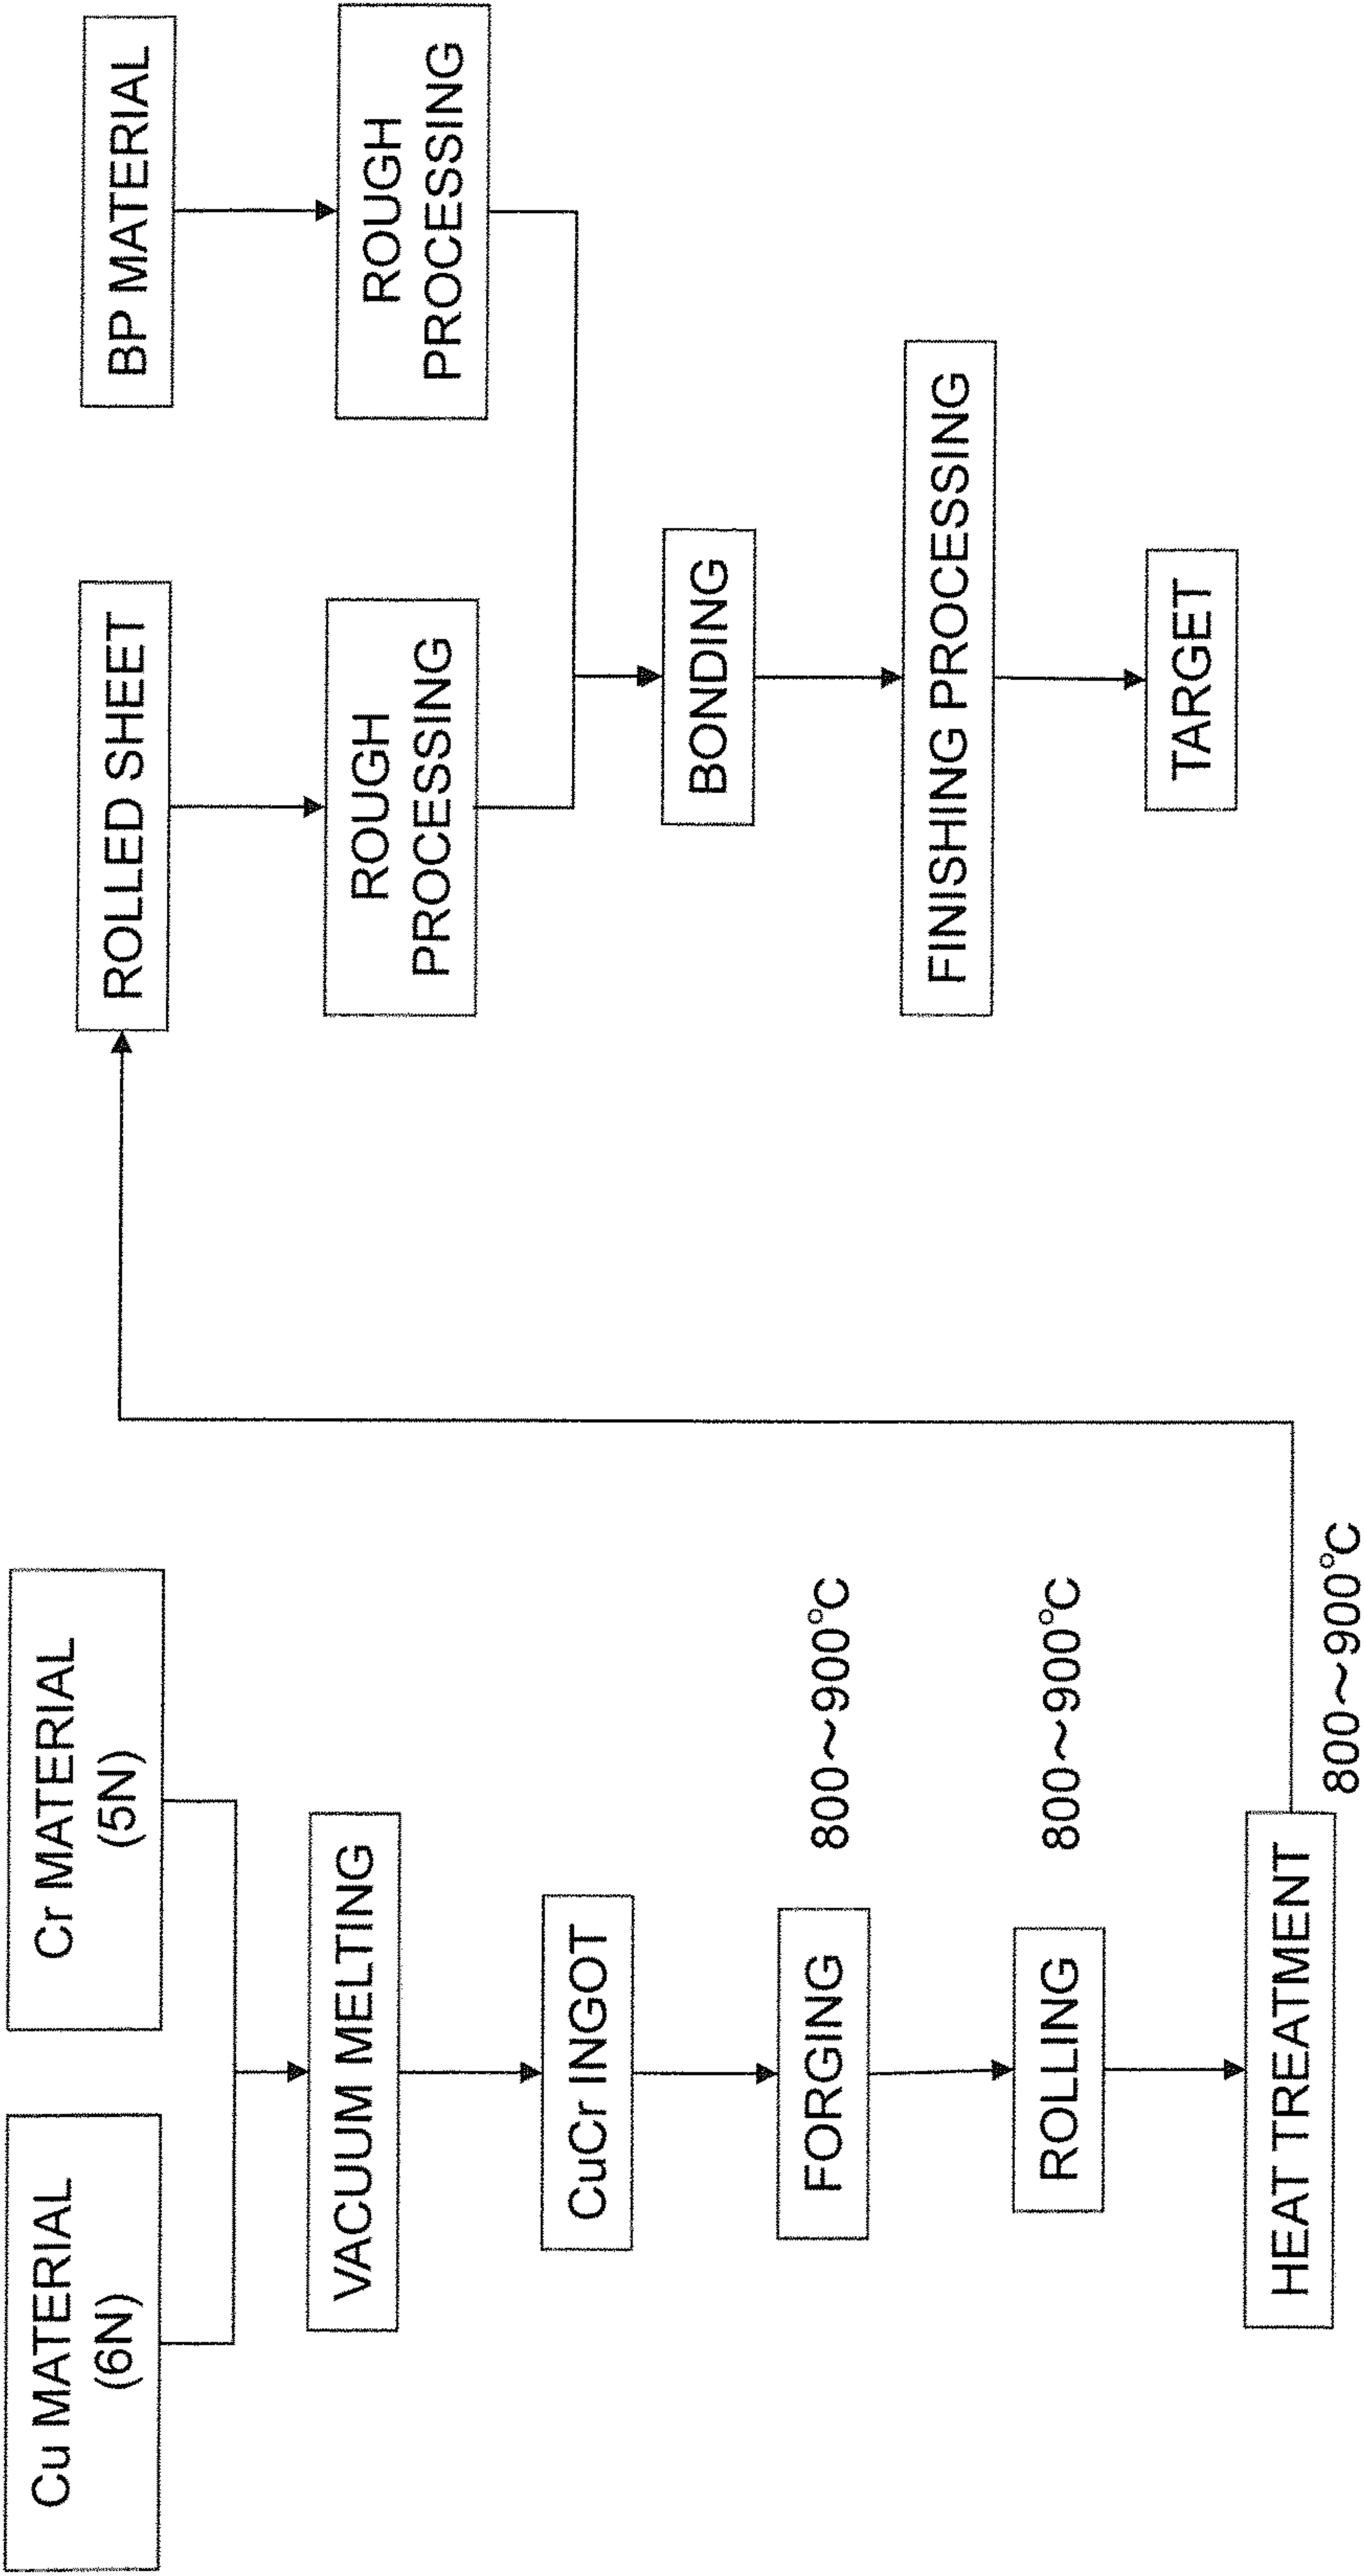 Cu MATERIAL
(6N)
Cr MATERIAL
(5N)
VACUUM MELTING
CuCr INGOT
FORGING
800～900℃
ROLLING
800～900℃
HEAT TREATMENT
800～900℃
ROLLED SHEET
ROUGH
PROCESSING
BP MATERIAL
ROUGH
PROCESSING
BONDING
FINISHING PROCESSING
TARGET